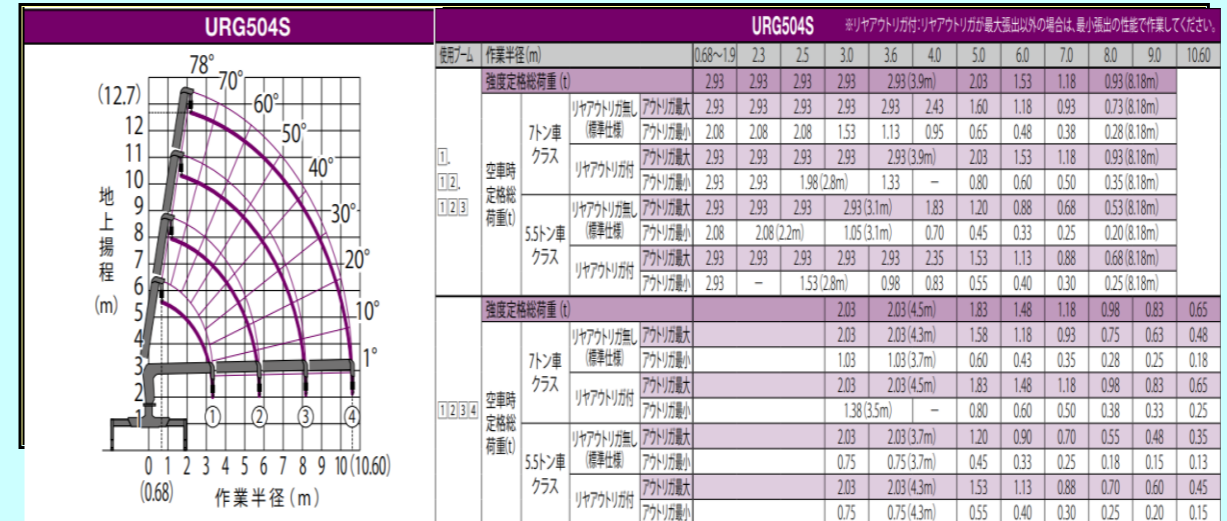 URG504S
78°
70°
60°
50°
40°
30°
20°
10°
1°
(12.7)
12
11
10
9
8
7
6
5
4
3
2
1
地上揚程(m)
① ② ③ ④
0 1 2 3 4 5 6 7 8 9 10(10.60)
(0.68)
作業半径(m)
URG504S ※リヤアウトリガ付:リヤアウトリガが最大張出以外の場合は、最小張出の性能で作業してください。
使用ブーム 作業半径(m) 0.68~1.9 2.3 2.5 3.0 3.6 4.0 5.0 6.0 7.0 8.0 9.0 10.60
1、12、123
強度定格総荷重(t) 2.93 2.93 2.93 2.93 2.93(3.9m) 2.03 1.53 1.18 0.93(8.18m)
空車時定格総荷重(t)
7トン車クラス
リヤアウトリガ無し(標準仕様) アウトリガ最大 2.93 2.93 2.93 2.93 2.93 2.43 1.60 1.18 0.93 0.73(8.18m)
アウトリガ最小 2.08 2.08 2.08 1.53 1.13 0.95 0.65 0.48 0.38 0.28(8.18m)
リヤアウトリガ付 アウトリガ最大 2.93 2.93 2.93 2.93 2.93(3.9m) 2.03 1.53 1.18 0.93(8.18m)
アウトリガ最小 2.93 2.93 1.98(2.8m) 1.33 - 0.80 0.60 0.50 0.35(8.18m)
5.5トン車クラス
リヤアウトリガ無し(標準仕様) アウトリガ最大 2.93 2.93 2.93 2.93(3.1m) 1.83 1.20 0.88 0.68 0.53(8.18m)
アウトリガ最小 2.08 2.08(2.2m) 1.05(3.1m) 0.70 0.45 0.33 0.25 0.20(8.18m)
リヤアウトリガ付 アウトリガ最大 2.93 2.93 2.93 2.93 2.93 2.35 1.53 1.13 0.88 0.68(8.18m)
アウトリガ最小 2.93 - 1.53(2.8m) 0.98 0.83 0.55 0.40 0.30 0.25(8.18m)
1234
強度定格総荷重(t) 2.03 2.03(4.5m) 1.83 1.48 1.18 0.98 0.83 0.65
空車時定格総荷重(t)
7トン車クラス
リヤアウトリガ無し(標準仕様) アウトリガ最大 2.03 2.03(4.3m) 1.58 1.18 0.93 0.75 0.63 0.48
アウトリガ最小 1.03 1.03(3.7m) 0.60 0.43 0.35 0.28 0.25 0.18
リヤアウトリガ付 アウトリガ最大 2.03 2.03(4.5m) 1.83 1.48 1.18 0.98 0.83 0.65
アウトリガ最小 1.38(3.5m) - 0.80 0.60 0.50 0.38 0.33 0.25
5.5トン車クラス
リヤアウトリガ無し(標準仕様) アウトリガ最大 2.03 2.03(3.7m) 1.20 0.90 0.70 0.55 0.48 0.35
アウトリガ最小 0.75 0.75(3.7m) 0.45 0.33 0.25 0.18 0.15 0.13
リヤアウトリガ付 アウトリガ最大 2.03 2.03(4.3m) 1.53 1.13 0.88 0.70 0.60 0.45
アウトリガ最小 0.75 0.75(4.3m) 0.55 0.40 0.30 0.25 0.20 0.15